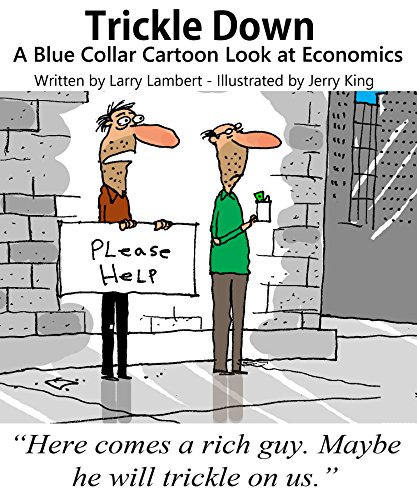 Trickle Down
A Blue Collar Cartoon Look at Economics
Written by Larry Lambert - Illustrated by Jerry King
PLease
HeLP
“Here comes a rich guy. Maybe
he will trickle on us.”